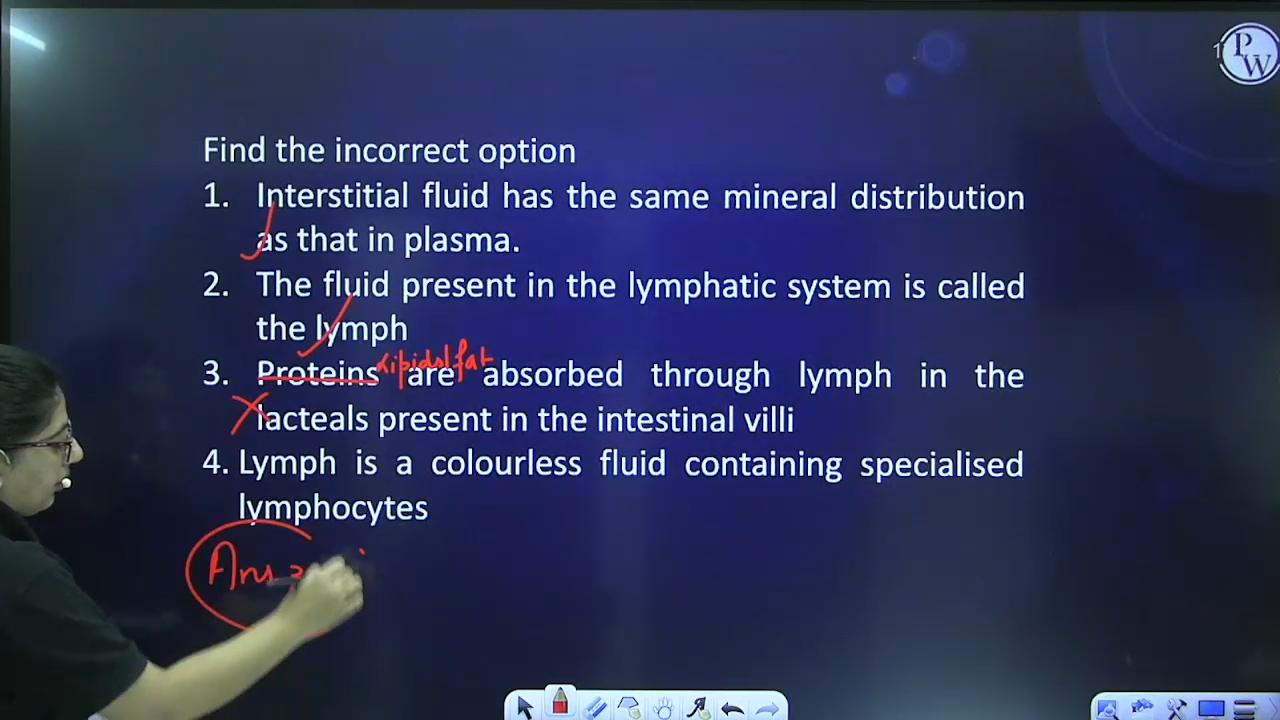 PW
Find the incorrect option
1. Interstitial fluid has the same mineral distribution
as that in plasma.
2. The fluid present in the lymphatic system is called
the lymph
Lipids/fat
3. Proteins are absorbed through lymph in the
lacteals present in the intestinal villi
4. Lymph is a colourless fluid containing specialised
lymphocytes
Ans 3